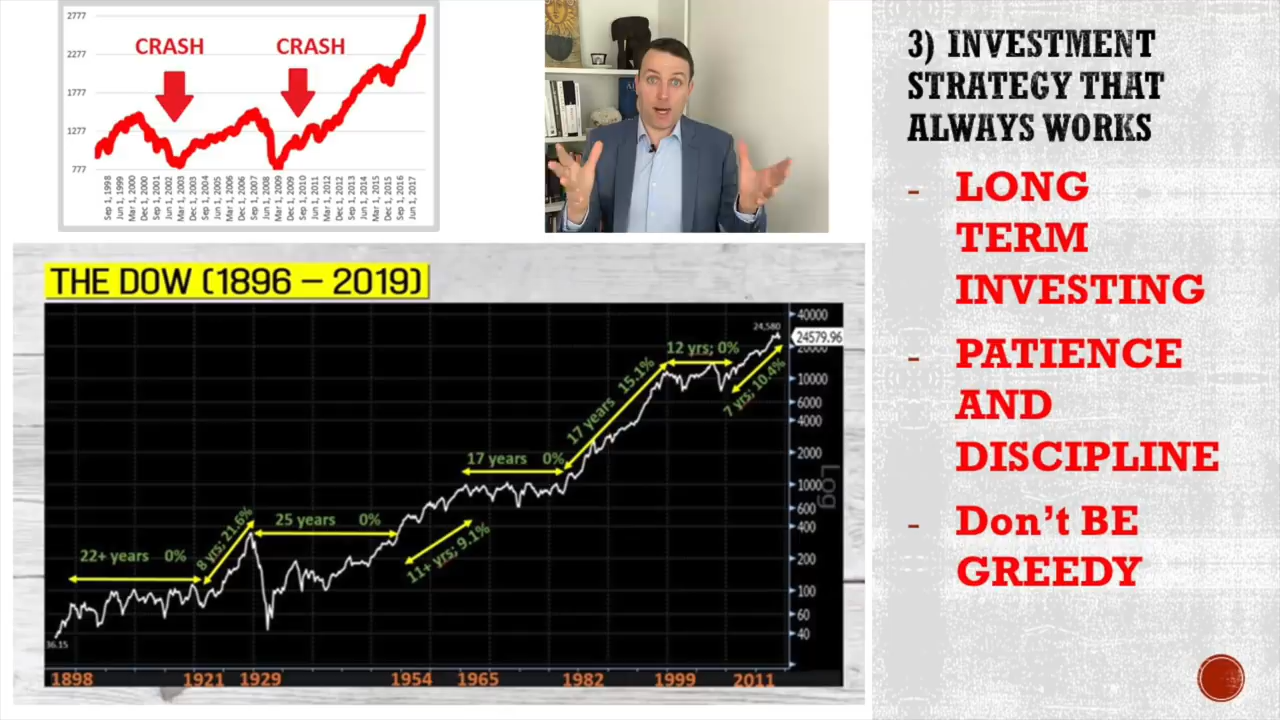 2777
2277
1777
1277
777
CRASH
CRASH
Sep 1, 1998
Jun 1, 1999
Mar 1, 2000
Dec 1, 2000
Sep 1, 2001
Jun 1, 2002
Mar 1, 2003
Dec 1, 2003
Sep 1, 2004
Jun 1, 2005
Mar 1, 2006
Dec 1, 2006
Sep 1, 2007
Jun 1, 2008
Mar 1, 2009
Dec 1, 2009
Sep 1, 2010
Jun 1, 2011
Mar 1, 2012
Dec 1, 2012
Sep 1, 2013
Jun 1, 2014
Mar 1, 2015
Dec 1, 2015
Sep 1, 2016
Jun 1, 2017
THE DOW (1896 – 2019)
22+ years 0%
8 yrs; 21.6%
25 years 0%
11+ yrs; 9.1%
17 years 0%
17 years 15.1%
12 yrs; 0%
7 yrs; 10.4%
24,580
36.15
40000
24579.96
20000
10000
6000
4000
2000
1000
600
400
200
100
60
40
Log
1898 1921 1929 1954 1965 1982 1999 2011
3) INVESTMENT
STRATEGY THAT
ALWAYS WORKS
- LONG
TERM
INVESTING
- PATIENCE
AND
DISCIPLINE
- Don't BE
GREEDY